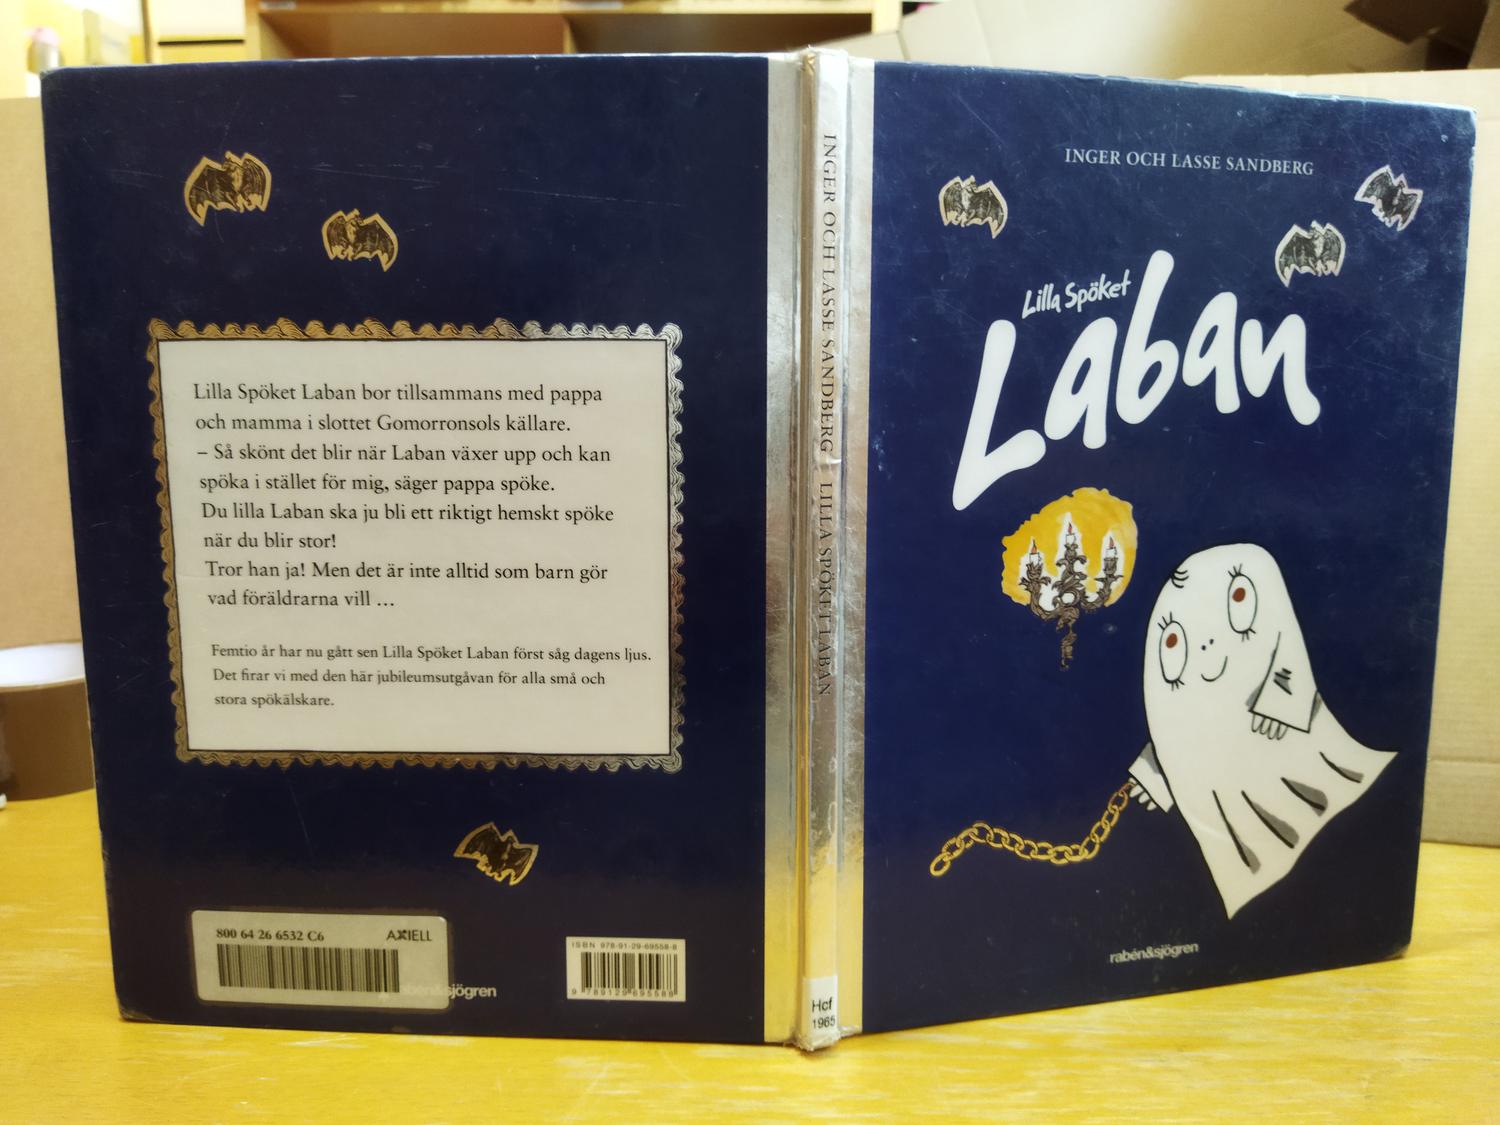 Lilla Spöket Laban bor tillsammans med pappa
och mamma i slottet Gomorronsols källare.
– Så skönt det blir när Laban växer upp och kan
spöka i stället för mig, säger pappa spöke.
Du lilla Laban ska ju bli ett riktigt hemskt spöke
när du blir stor!
Tror han ja! Men det är inte alltid som barn gör
vad föräldrarna vill ...
Femtio år har nu gått sen Lilla Spöket Laban först såg dagens ljus.
Det firar vi med den här jubileumsutgåvan för alla små och
stora spökälskare.
800 64 26 6532 C6
AXIELL
rabén&sjögren
ISBN 978-91-29-69558-8
9 789129 695588
INGER OCH LASSE SANDBERG / LILLA SPÖKET LABAN
Hcf
1965
INGER OCH LASSE SANDBERG
Lilla Spöket
Laban
rabén&sjögren